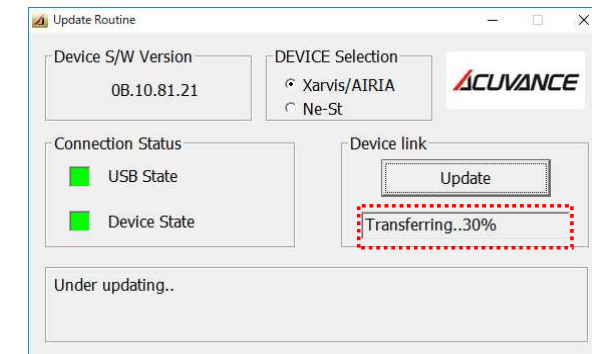 Update Routine
Device S/W Version
0B.10.81.21
DEVICE Selection
Xarvis/AIRIA
Ne-St
ACUVANCE
Connection Status
USB State
Device State
Device link
Update
Transferring..30%
Under updating..